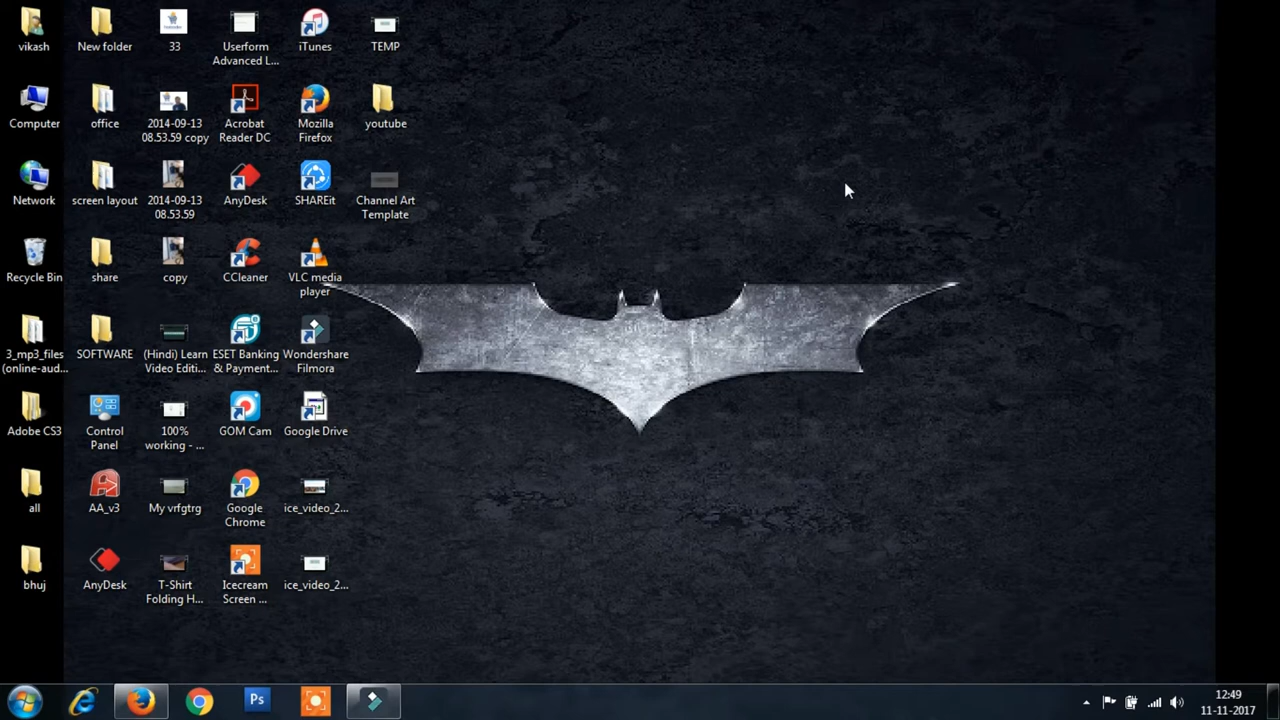 vikash
New folder
33
Userform
Advanced L...
iTunes
TEMP
Computer
office
2014-09-13
08.53.59 copy
Acrobat
Reader DC
Mozilla
Firefox
youtube
Network
screen layout
2014-09-13
08.53.59
AnyDesk
SHAREit
Channel Art
Template
Recycle Bin
share
copy
CCleaner
VLC media
player
3_mp3_files
(online-aud...
SOFTWARE
(Hindi) Learn
Video Editi...
ESET Banking
& Payment...
Wondershare
Filmora
Adobe CS3
Control
Panel
100%
working - ...
GOM Cam
Google Drive
all
AA_v3
My vrfgtrg
Google
Chrome
ice_video_2...
bhuj
AnyDesk
T-Shirt
Folding H...
Icecream
Screen ...
ice_video_2...
Ps
12:49
11-11-2017